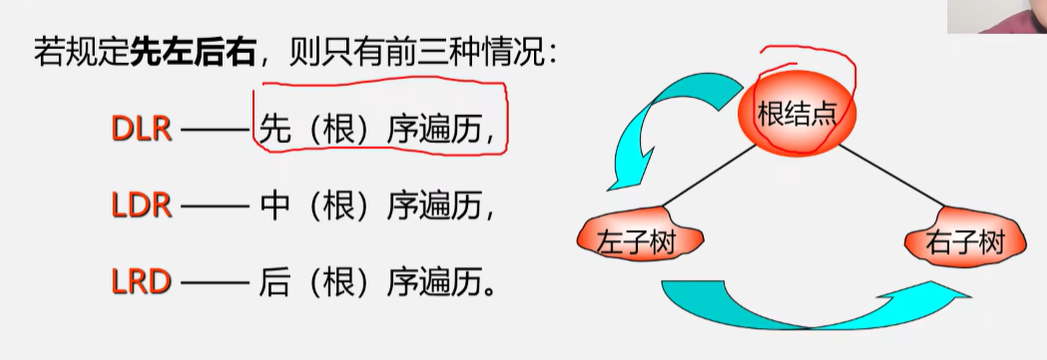 若规定先左后右，则只有前三种情况：
DLR —— 先（根）序遍历，
LDR —— 中（根）序遍历，
LRD —— 后（根）序遍历。
根结点
左子树
右子树